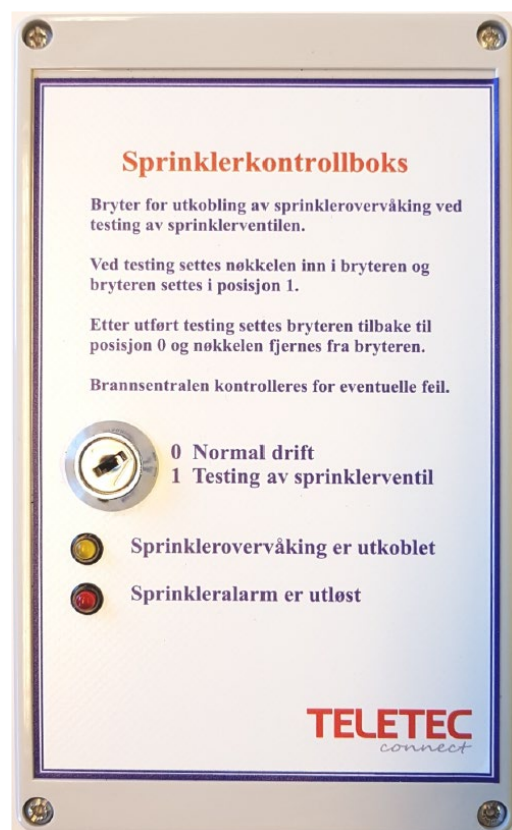 Sprinklerkontrollboks
Bryter for utkobling av sprinklerovervåking ved
testing av sprinklerventilen.
Ved testing settes nøkkelen inn i bryteren og
bryteren settes i posisjon 1.
Etter utført testing settes bryteren tilbake til
posisjon 0 og nøkkelen fjernes fra bryteren.
Brannsentralen kontrolleres for eventuelle feil.
0 Normal drift
1 Testing av sprinklerventil
Sprinklerovervåking er utkoblet
Sprinkleralarm er utløst
TELETEC
connect